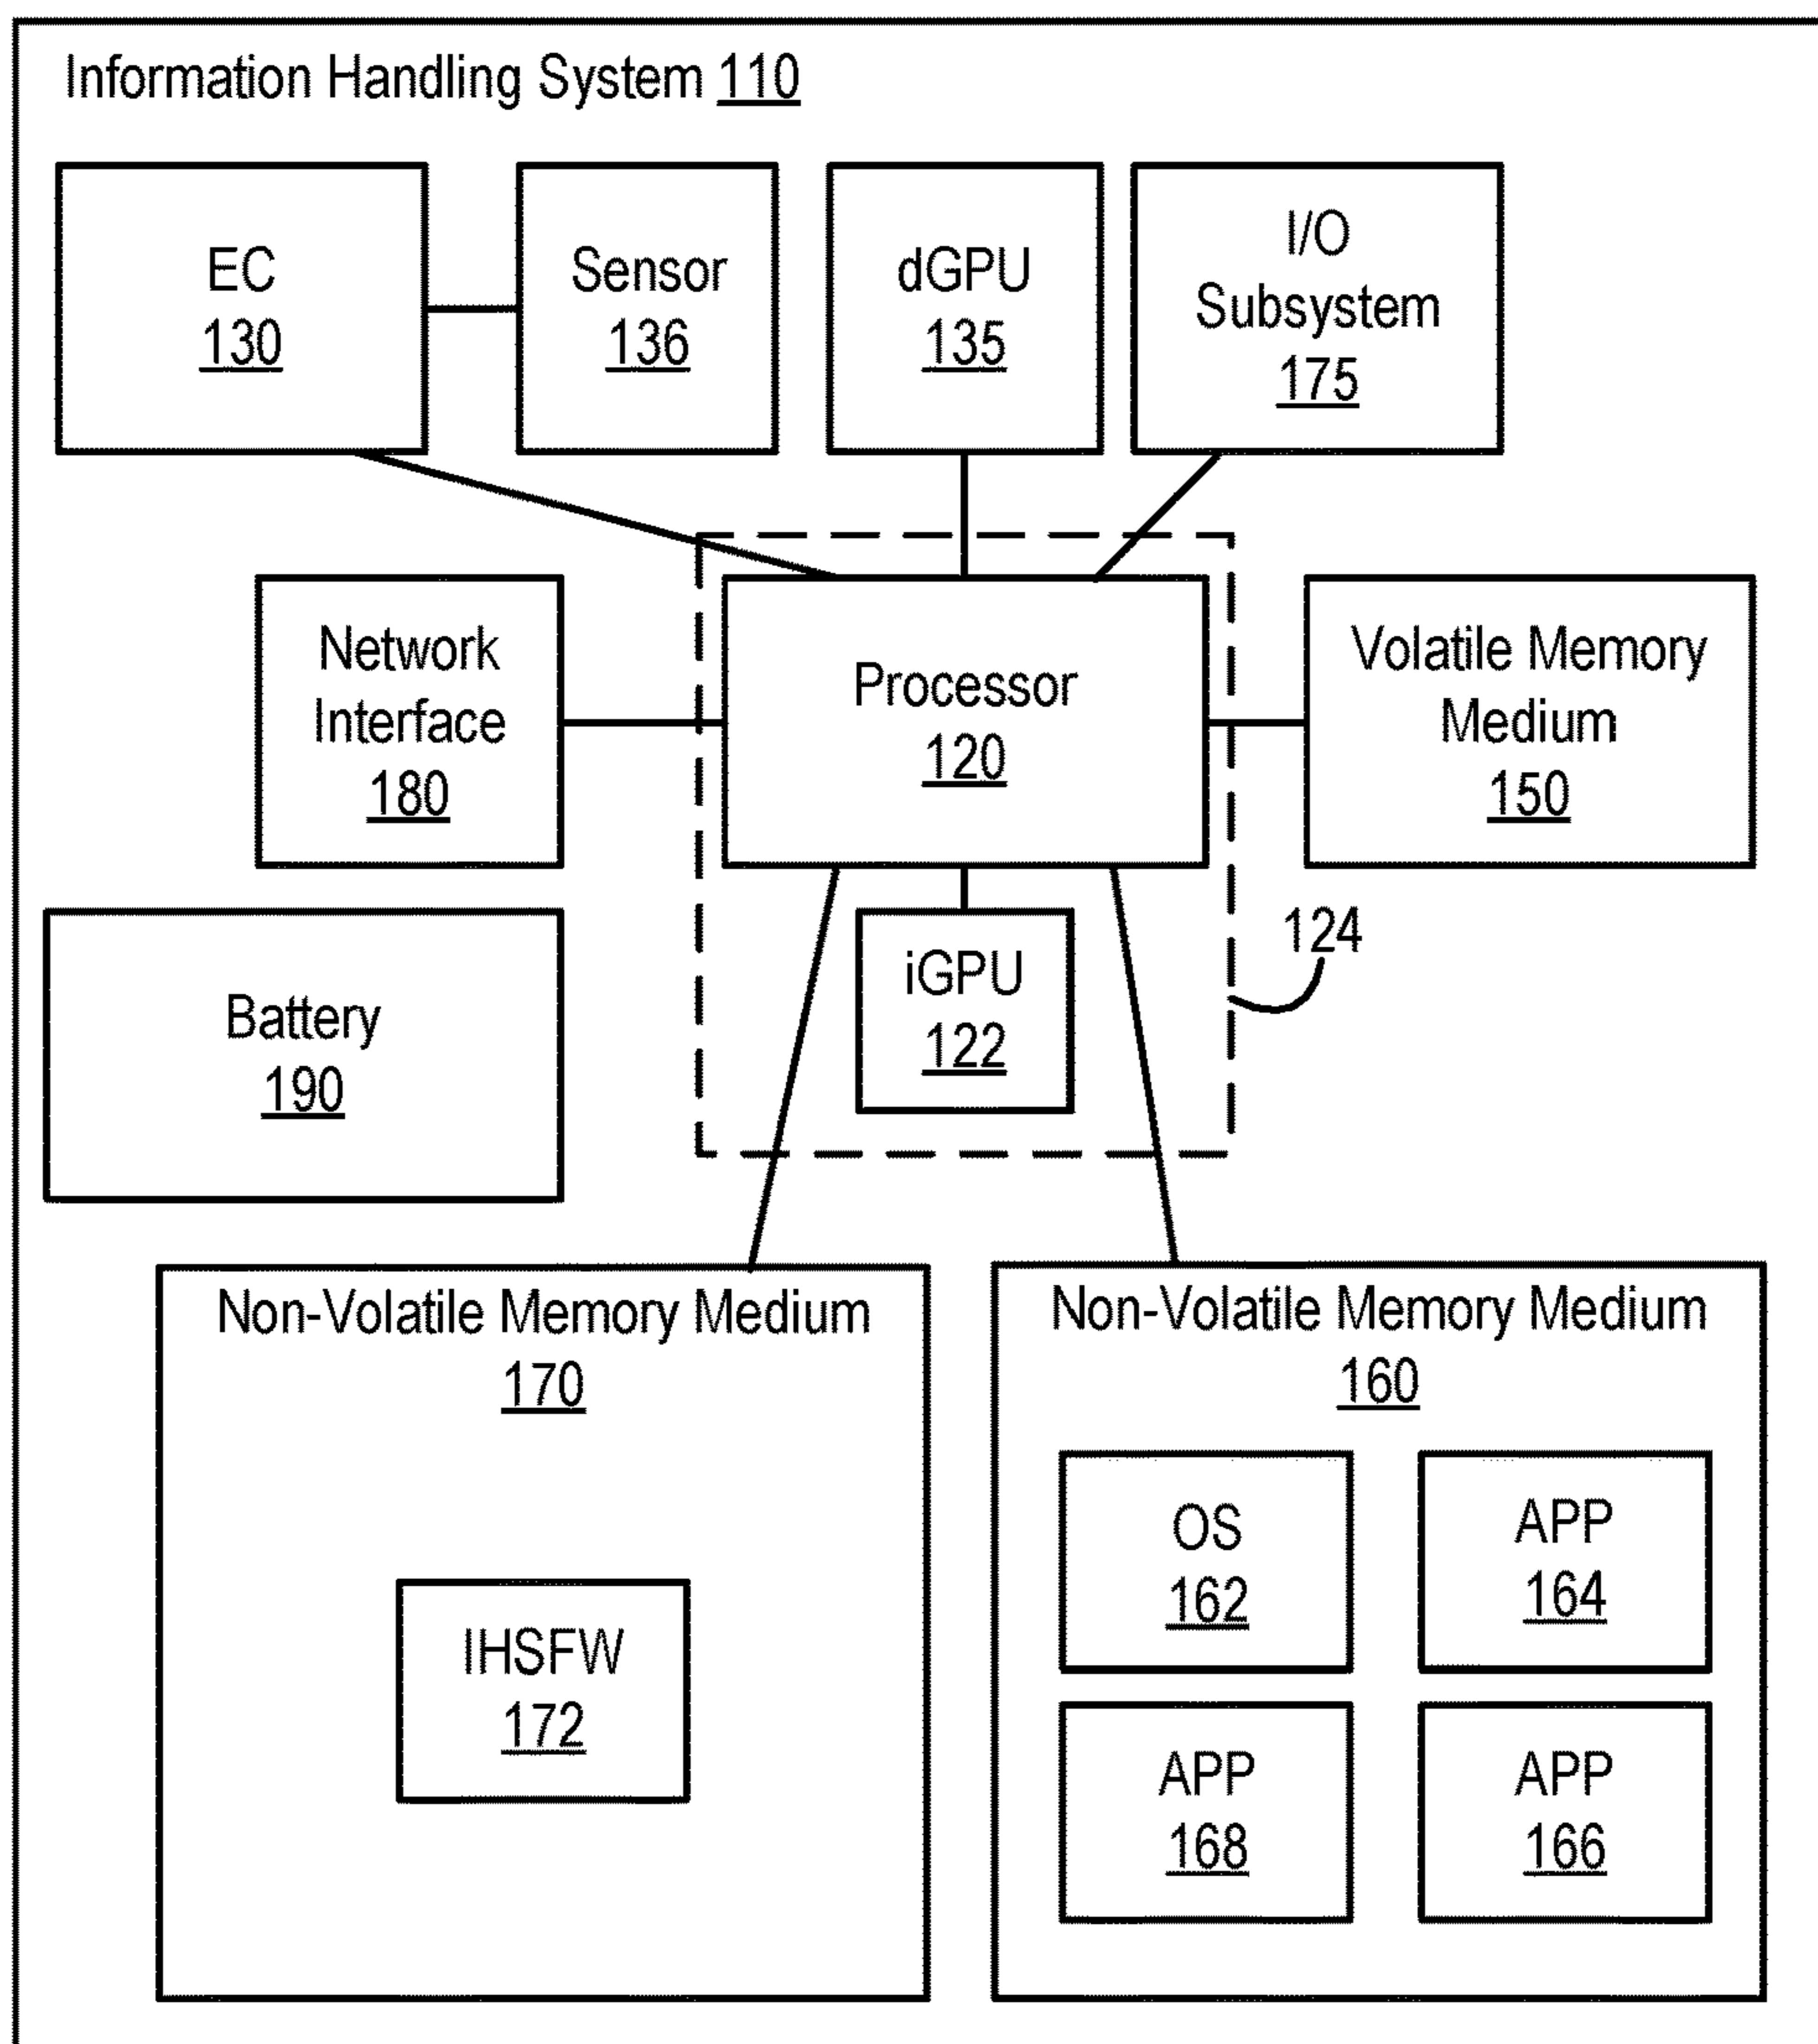 Information Handling System 110
EC
130
Sensor
136
dGPU
135
I/O
Subsystem
175
Network
Interface
180
Processor
120
Volatile Memory
Medium
150
iGPU
122
124
Battery
190
Non-Volatile Memory Medium
170
IHSFW
172
Non-Volatile Memory Medium
160
OS
162
APP
164
APP
168
APP
166